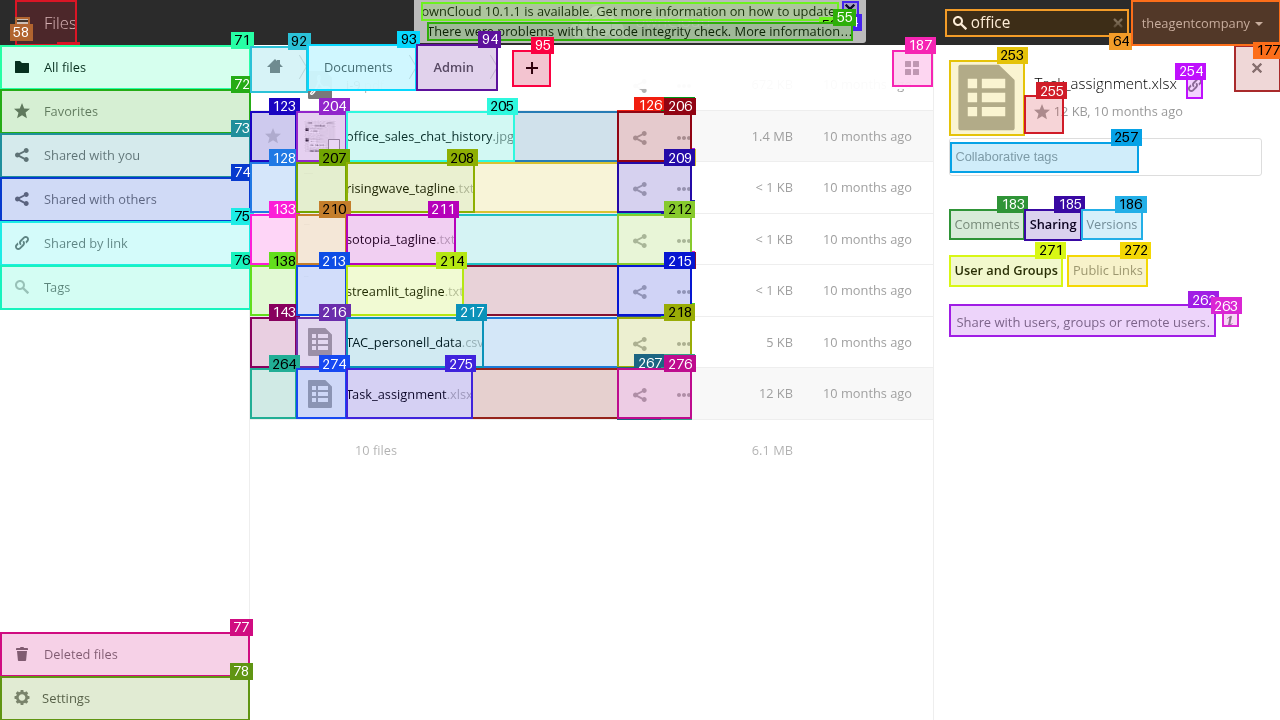 Files
58
ownCloud 10.1.1 is available. Get more information on how to update
There were problems with the code integrity check. More information…
55
office
64
theagentcompany
71
All files
72
Favorites
73
Shared with you
74
Shared with others
75
Shared by link
76
Tags
77
Deleted files
78
Settings
92
93
Documents
94
Admin
95
187
123
204
office_sales_chat_history.jpg
205
126
206
1.4 MB
10 months ago
128
207
risingwave_tagline.txt
208
209
< 1 KB
10 months ago
133
210
sotopia_tagline.txt
211
212
< 1 KB
10 months ago
138
213
streamlit_tagline.txt
214
215
< 1 KB
10 months ago
143
216
TAC_personell_data.csv
217
218
5 KB
10 months ago
264
274
Task_assignment.xlsx
275
267
276
12 KB
10 months ago
10 files
6.1 MB
177
253
Task_assignment.xlsx
254
255
12 KB, 10 months ago
257
Collaborative tags
183
Comments
185
Sharing
186
Versions
271
User and Groups
272
Public Links
Share with users, groups or remote users.
263